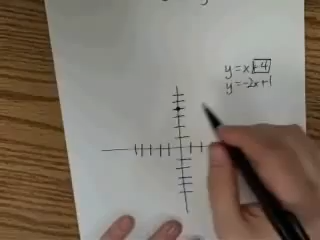 y = x + 4
y = -2x+1